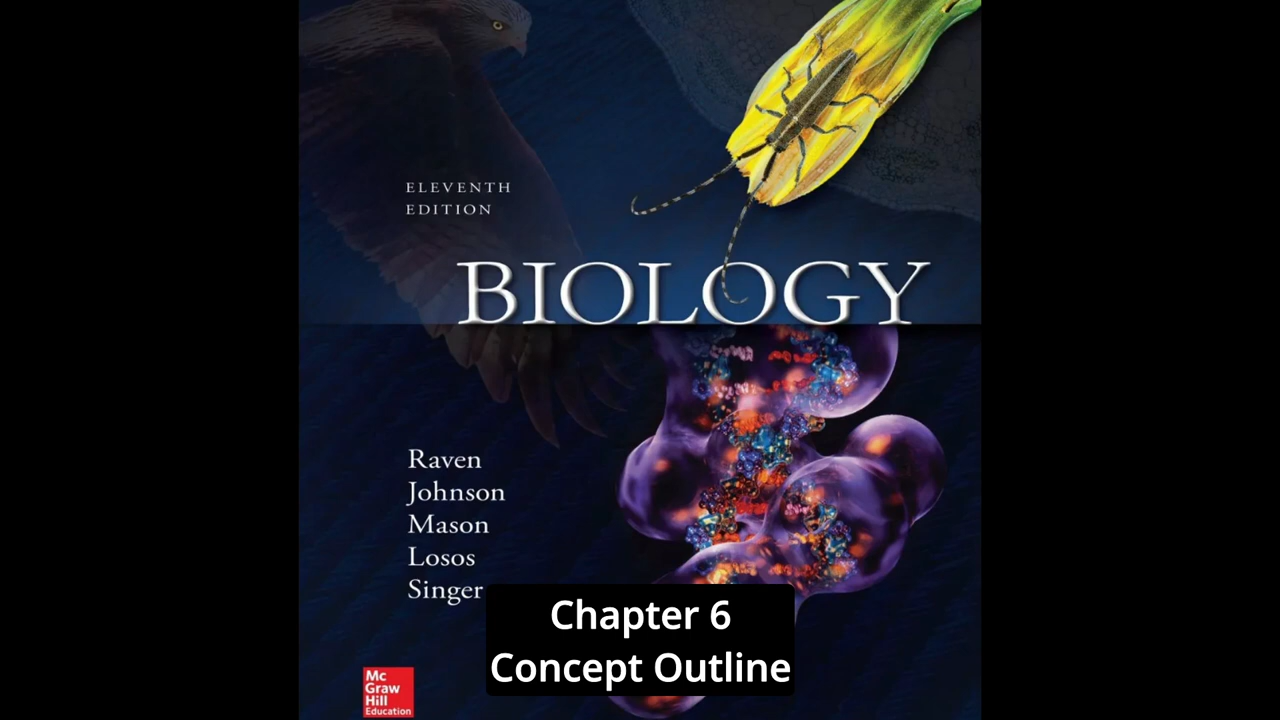 ELEVENTH
EDITION
BIOLOGY
Raven
Johnson
Mason
Losos
Singer
Chapter 6
Concept Outline
Mc
Graw
Hill
Education